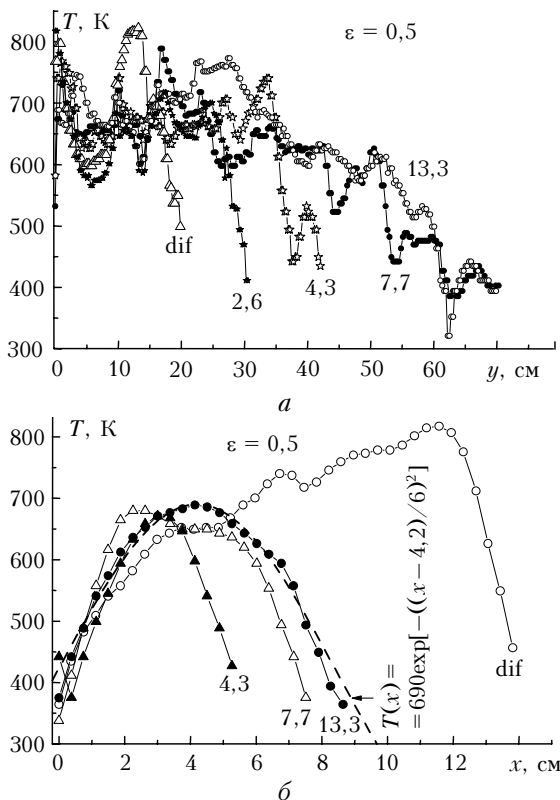 T, К
ε = 0,5
800
700
600
500
400
300
dif
2,6
4,3
7,7
13,3
0
10
20
30
40
50
60
y, см
а
T, К
ε = 0,5
800
700
600
500
400
300
4,3
7,7
13,3
dif
T(x) =
=690exp[−((x−4,2)/6)²]
0
2
4
6
8
10
12
x, см
б